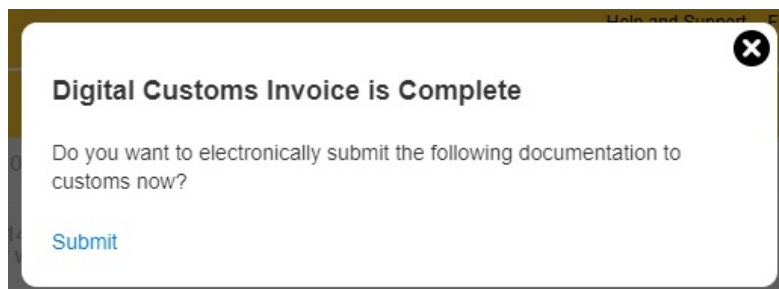 Help and Support
Digital Customs Invoice is Complete
Do you want to electronically submit the following documentation to
customs now?
Submit